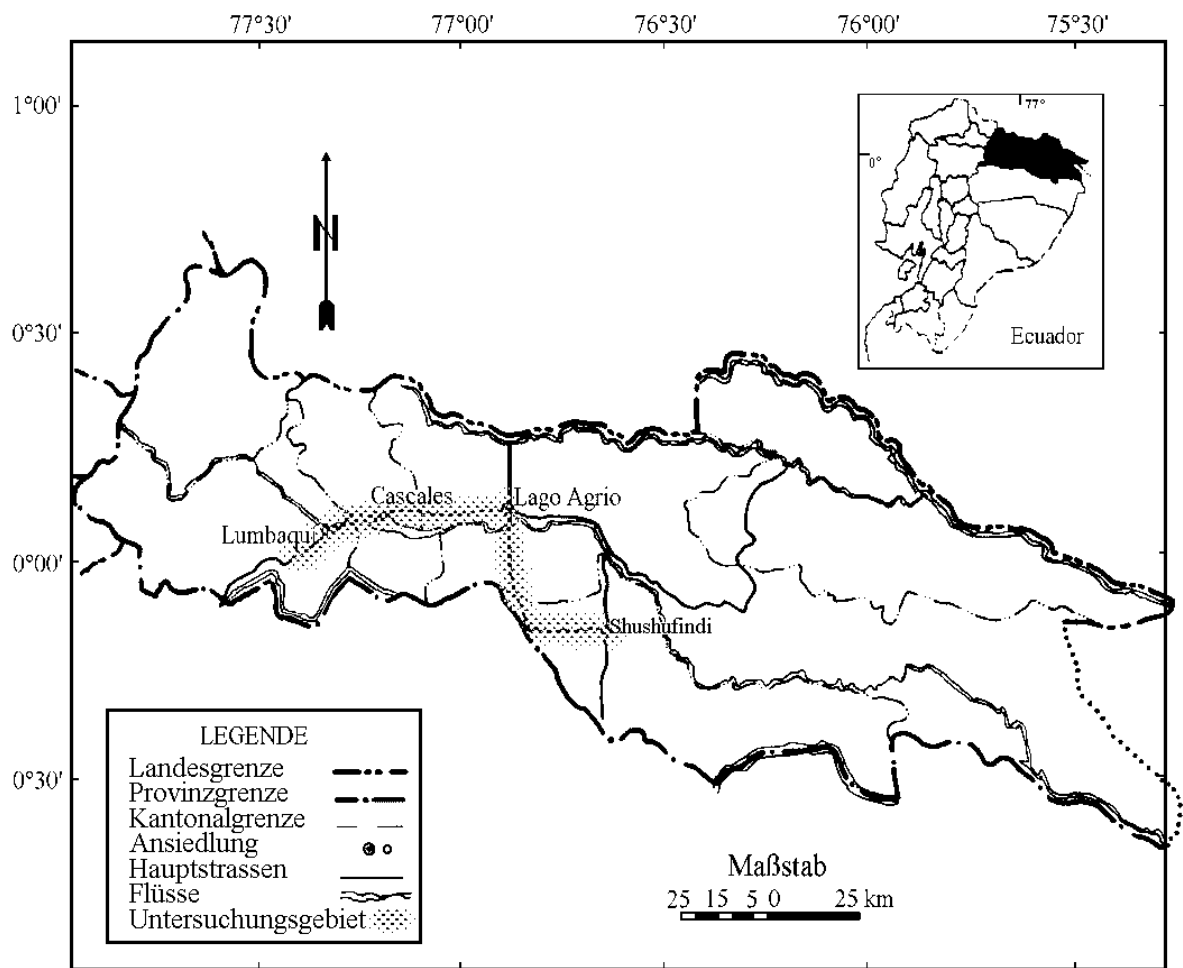 77°30' 77°00' 76°30' 76°00' 75°30'
1°00'
77°
0°
N
0°30'
Ecuador
Cascales Lago Agrio
Lumbaqui
0°00'
Shushufindi
LEGENDE
Landesgrenze
0°30'
Provinzgrenze
Kantonalgrenze
Ansiedlung
Hauptstrassen
Flüsse
Untersuchungsgebiet
Maßstab
25 15 5 0 25 km